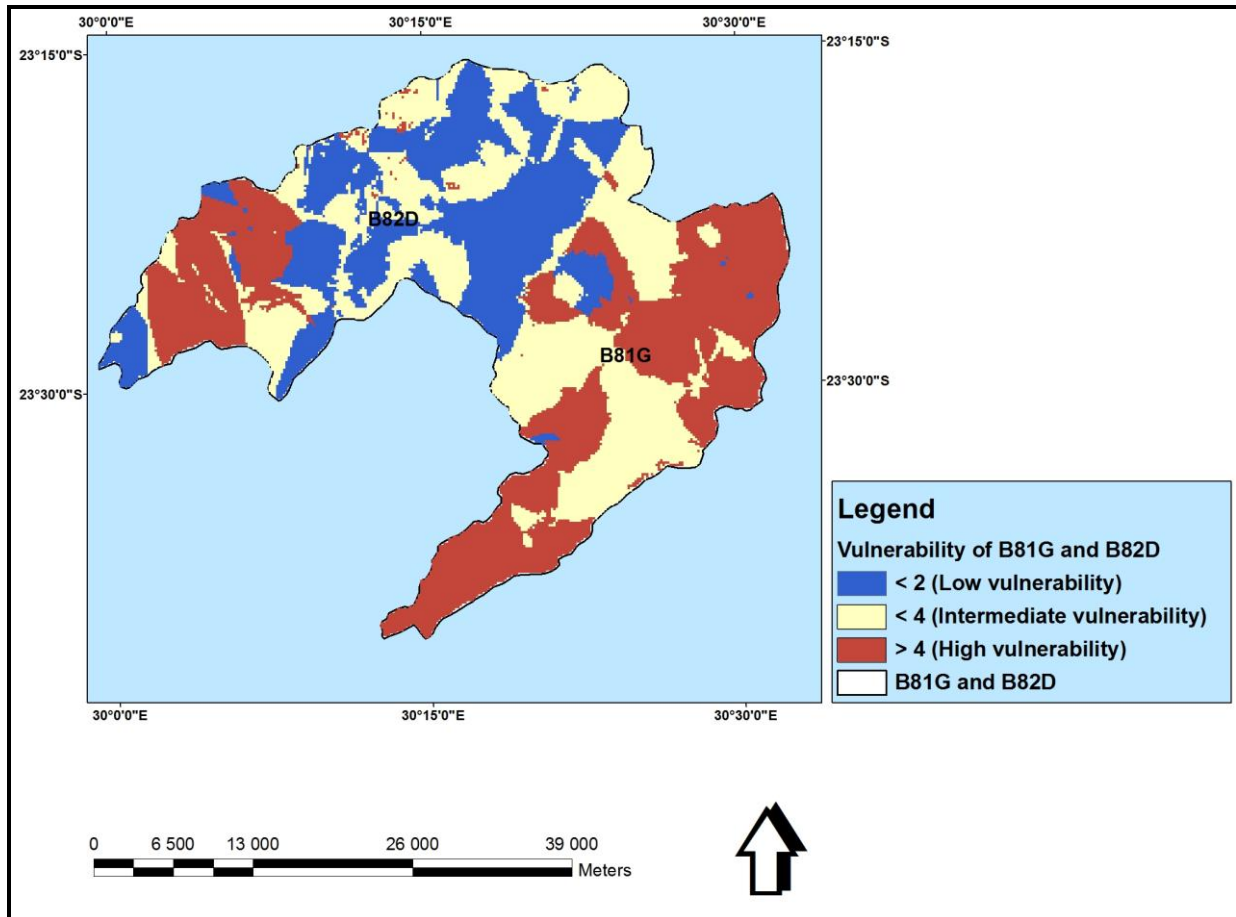 30°0'0"E 30°15'0"E 30°30'0"E
23°15'0"S 23°15'0"S
B82D
B81G
23°30'0"S 23°30'0"S
Legend
Vulnerability of B81G and B82D
< 2 (Low vulnerability)
< 4 (Intermediate vulnerability)
> 4 (High vulnerability)
B81G and B82D
30°0'0"E 30°15'0"E 30°30'0"E
0 6 500 13 000 26 000 39 000
Meters